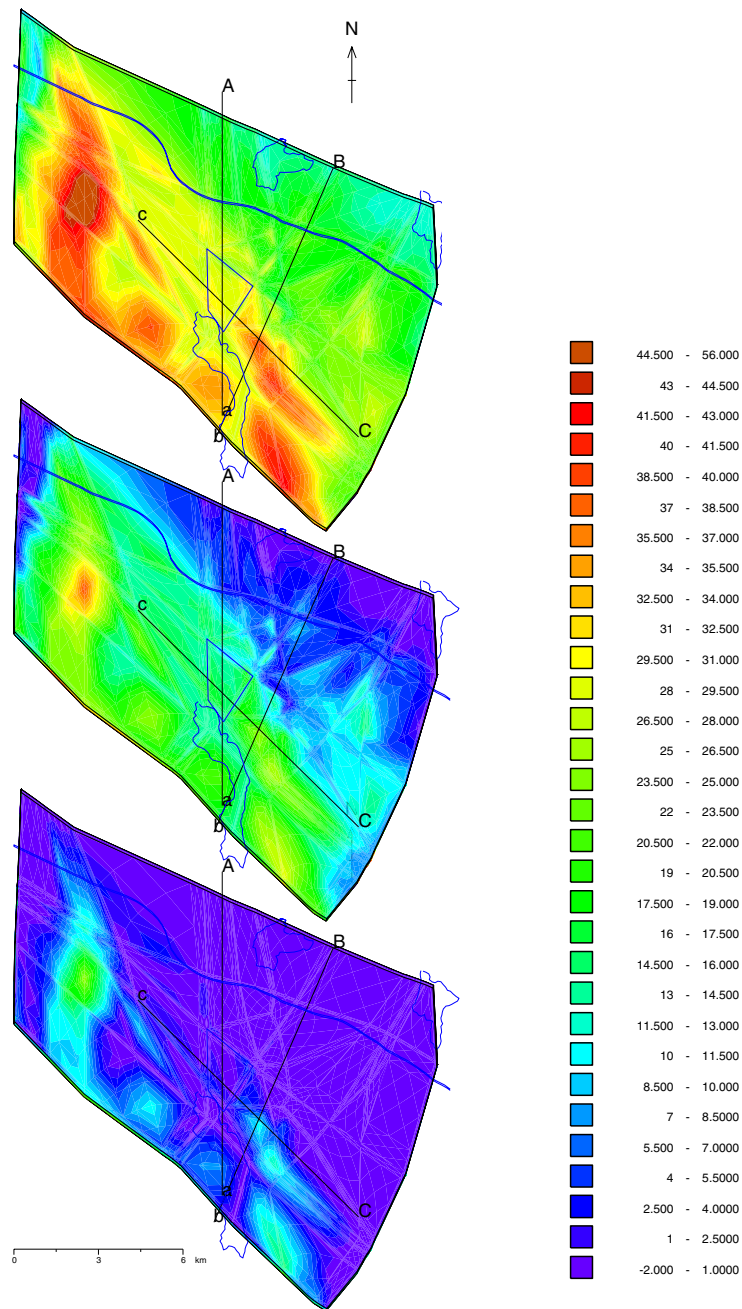 N
A
B
c
a
C
b
A
B
c
a
C
b
A
B
c
a
C
b
0 3 6 km
44.500 - 56.000
43 - 44.500
41.500 - 43.000
40 - 41.500
38.500 - 40.000
37 - 38.500
35.500 - 37.000
34 - 35.500
32.500 - 34.000
31 - 32.500
29.500 - 31.000
28 - 29.500
26.500 - 28.000
25 - 26.500
23.500 - 25.000
22 - 23.500
20.500 - 22.000
19 - 20.500
17.500 - 19.000
16 - 17.500
14.500 - 16.000
13 - 14.500
11.500 - 13.000
10 - 11.500
8.500 - 10.000
7 - 8.5000
5.500 - 7.0000
4 - 5.5000
2.500 - 4.0000
1 - 2.5000
-2.000 - 1.0000